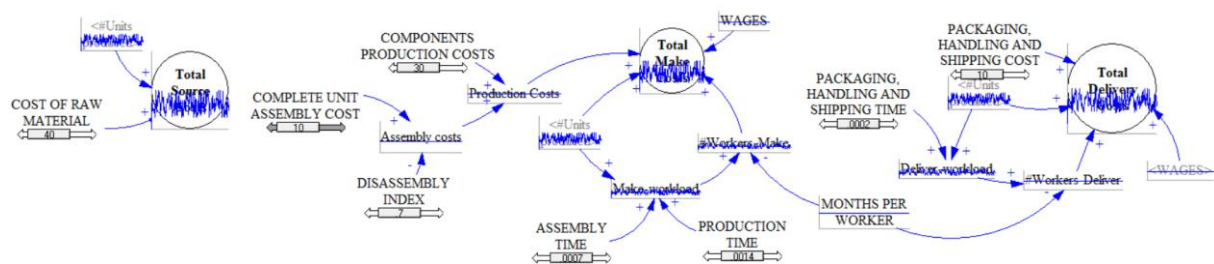 <#Units
Total
Source
COST OF RAW
MATERIAL
40
COMPONENTS
PRODUCTION COSTS
30
COMPLETE UNIT
ASSEMBLY COST
10
Production Costs
Assembly costs
DISASSEMBLY
INDEX
.7
Total
Make
WAGES
<#Units
#Workers Make
Make workload
ASSEMBLY
TIME
.0007
PRODUCTION
TIME
.0014
PACKAGING,
HANDLING AND
SHIPPING COST
10
PACKAGING,
HANDLING AND
SHIPPING TIME
.0002
<#Units
Total
Delivery
Deliver workload
#Workers Deliver
<WAGES>
MONTHS PER
WORKER